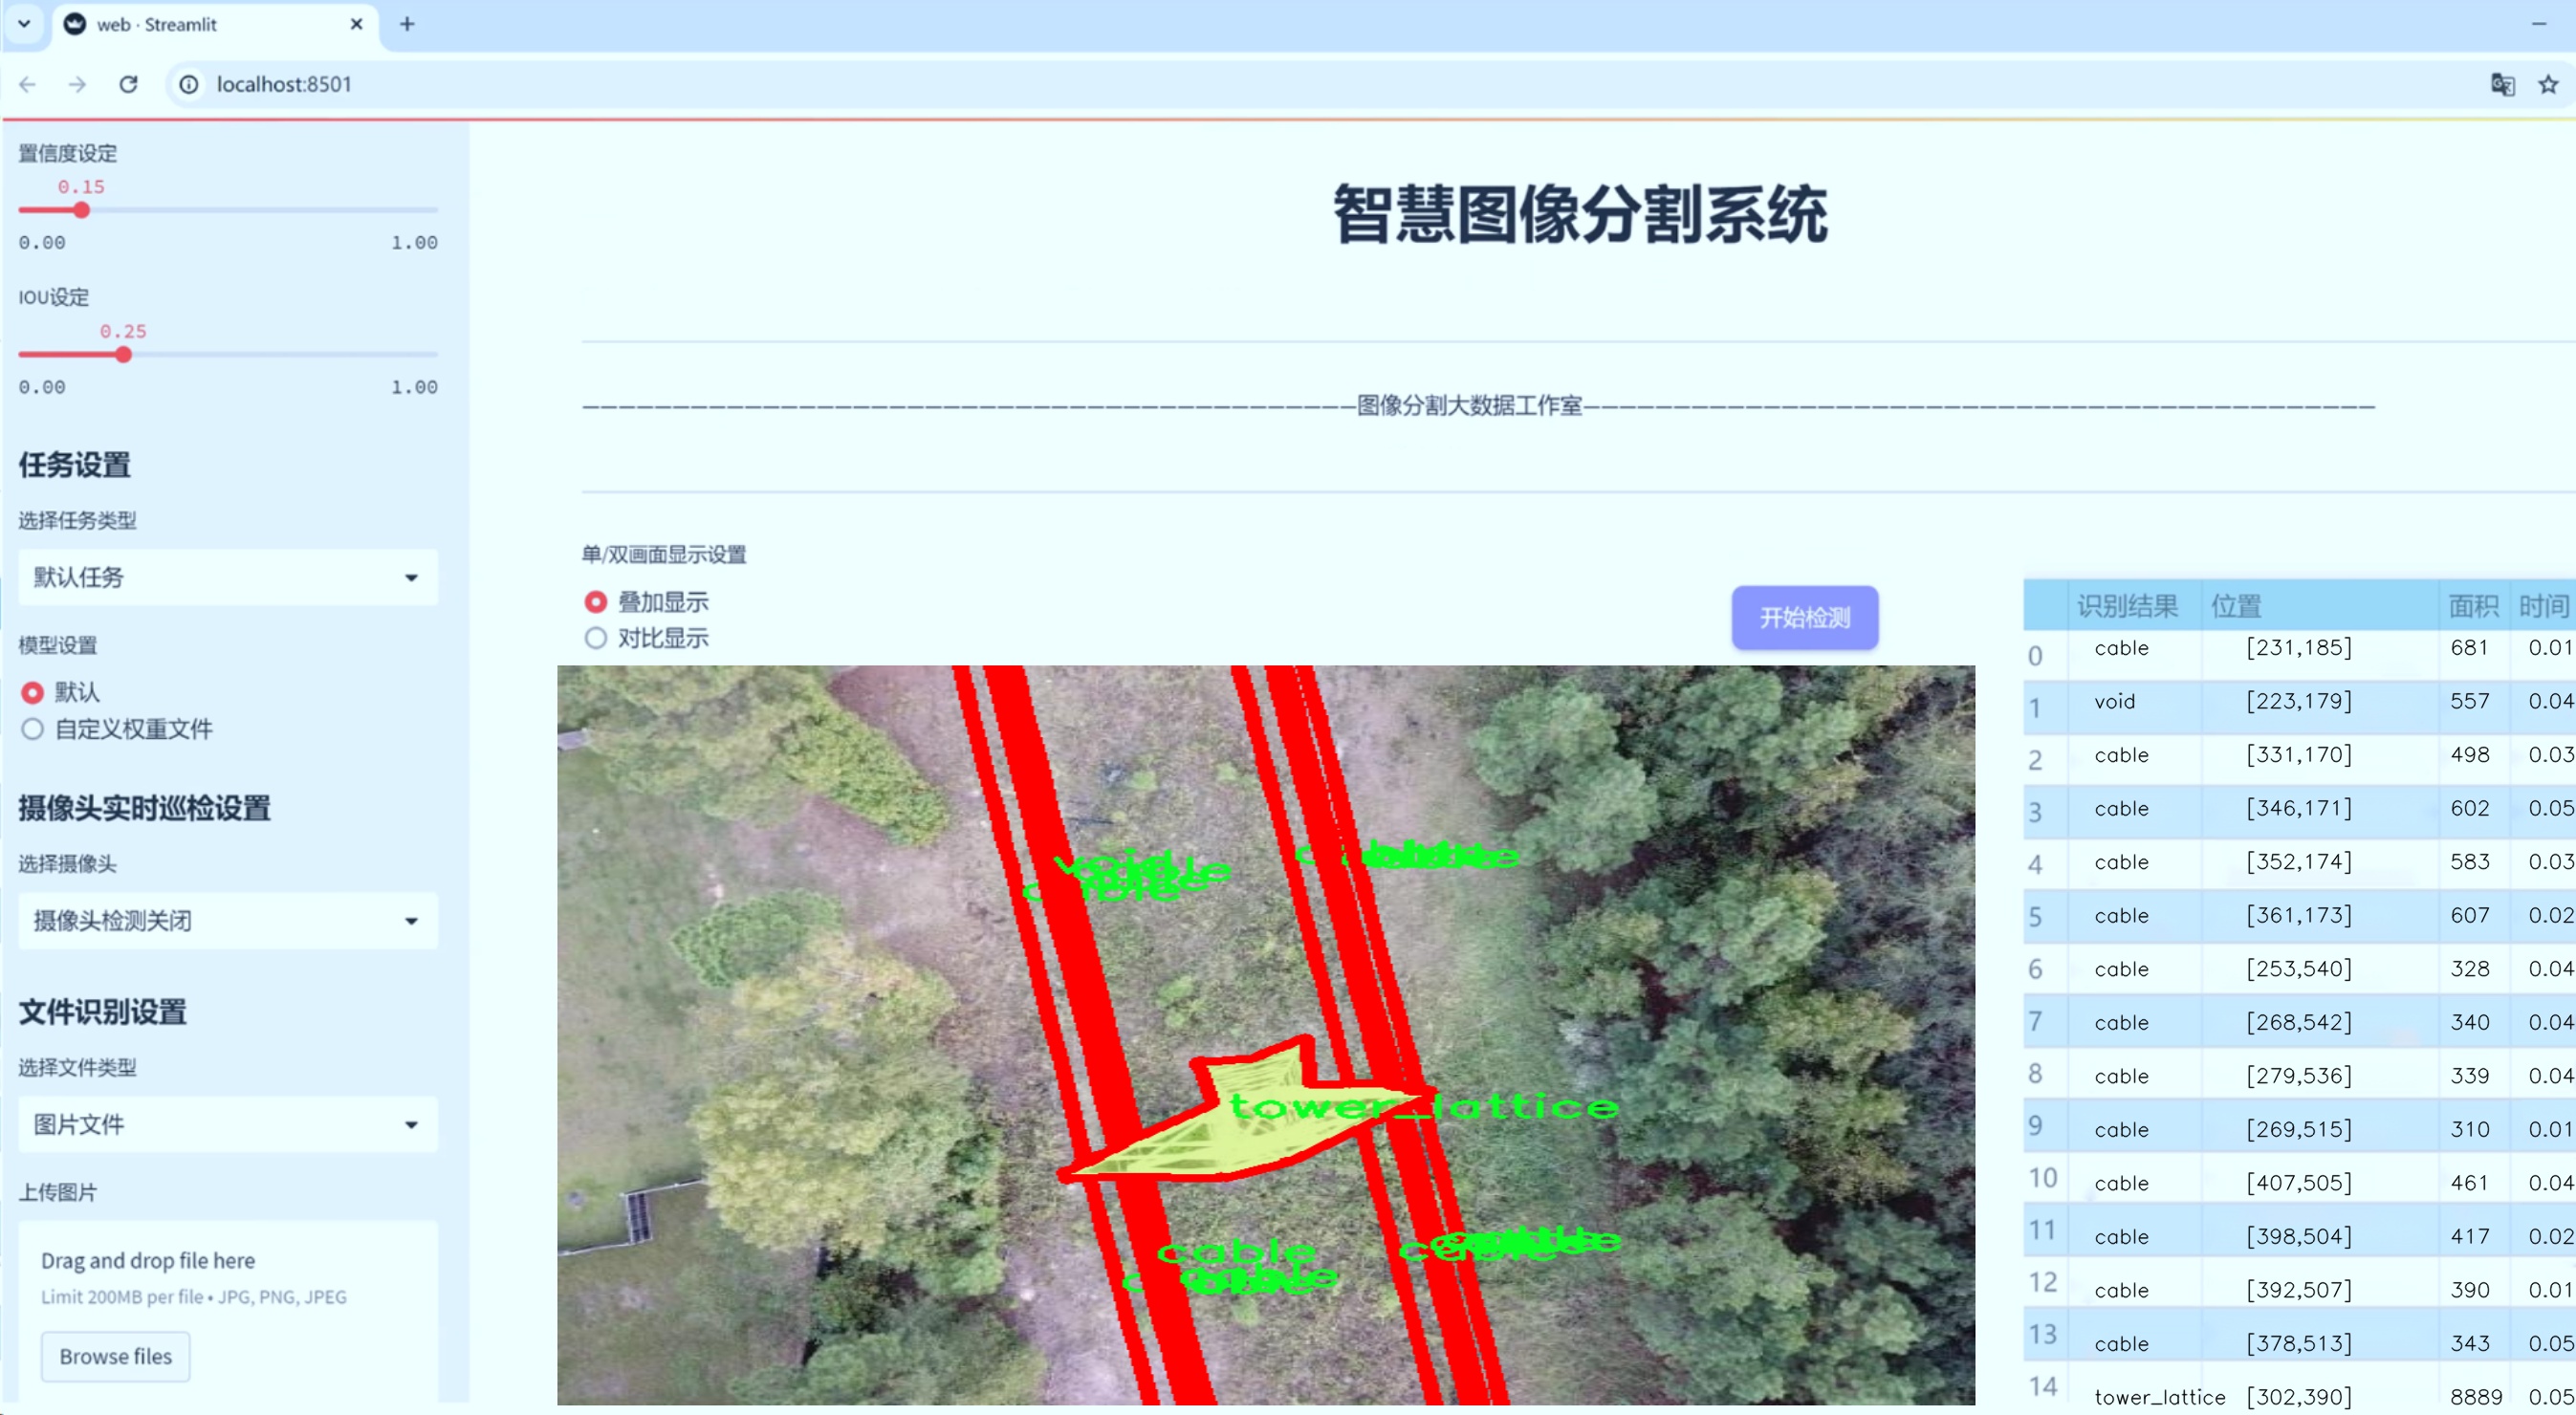 web · Streamlit
localhost:8501
置信度设定
0.15
0.00 1.00
IOU设定
0.25
0.00 1.00
任务设置
选择任务类型
默认任务
模型设置
默认
自定义权重文件
摄像头实时巡检设置
选择摄像头
摄像头检测关闭
文件识别设置
选择文件类型
图片文件
上传图片
Drag and drop file here
Limit 200MB per file • JPG, PNG, JPEG
Browse files
智慧图像分割系统
图像分割大数据工作室
单/双画面显示设置
叠加显示
对比显示
开始检测
void
tower_lattice
cable
识别结果 位置 面积 时间
0 cable [231,185] 681 0.01
1 void [223,179] 557 0.04
2 cable [331,170] 498 0.03
3 cable [346,171] 602 0.05
4 cable [352,174] 583 0.03
5 cable [361,173] 607 0.02
6 cable [253,540] 328 0.04
7 cable [268,542] 340 0.04
8 cable [279,536] 339 0.04
9 cable [269,515] 310 0.01
10 cable [407,505] 461 0.04
11 cable [398,504] 417 0.02
12 cable [392,507] 390 0.01
13 cable [378,513] 343 0.05
14 tower_lattice [302,390] 8889 0.05